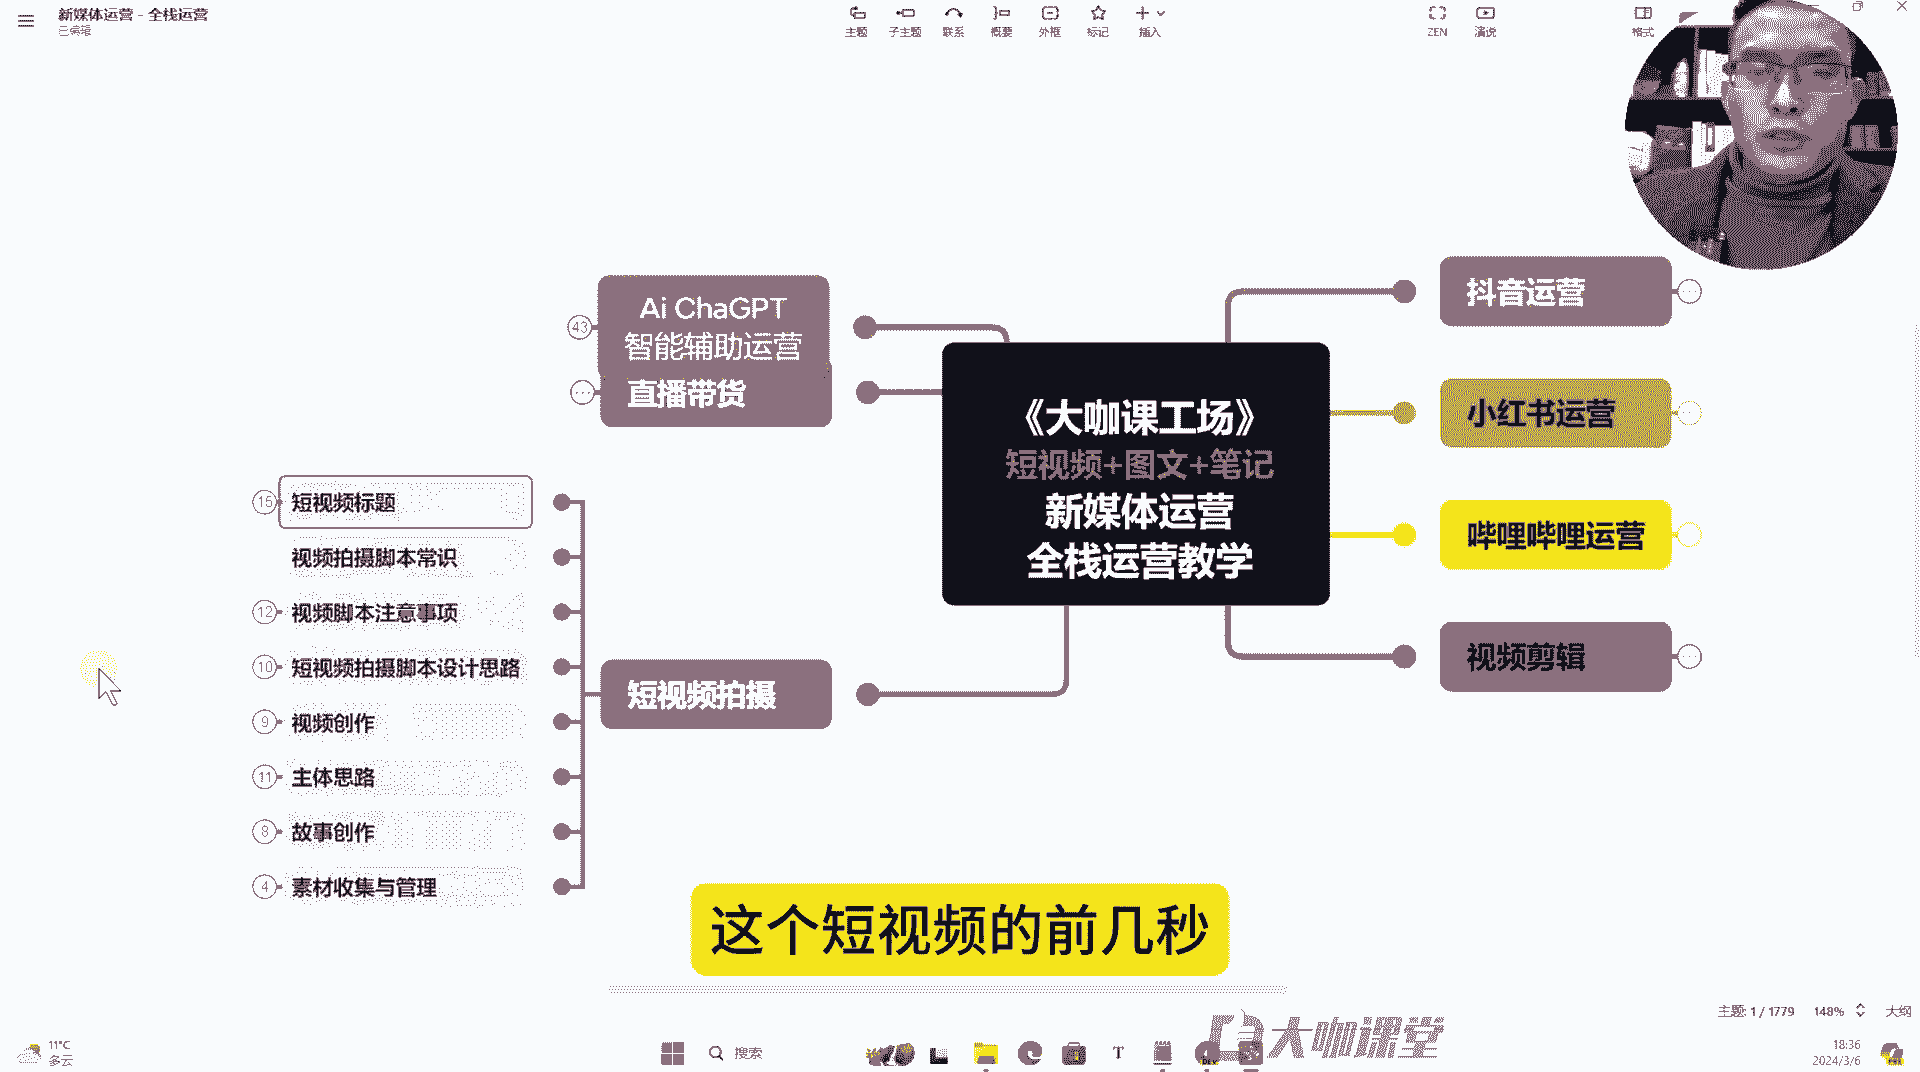 新媒体运营 - 全栈运营
已编辑
主题
子主题
联系
概要
外框
标记
插入
ZEN
演说
格式
43
Ai ChaGPT
智能辅助运营
直播带货
《大咖课工场》
短视频+图文+笔记
新媒体运营
全栈运营教学
抖音运营
小红书运营
哔哩哔哩运营
视频剪辑
短视频拍摄
15 短视频标题
视频拍摄脚本常识
12 视频脚本注意事项
10 短视频拍摄脚本设计思路
9 视频创作
11 主体思路
8 故事创作
4 素材收集与管理
这个短视频的前几秒
主题: 1 / 1779
148%
大纲
大咖课堂
11°C
多云
搜索
18:36
2024/3/6